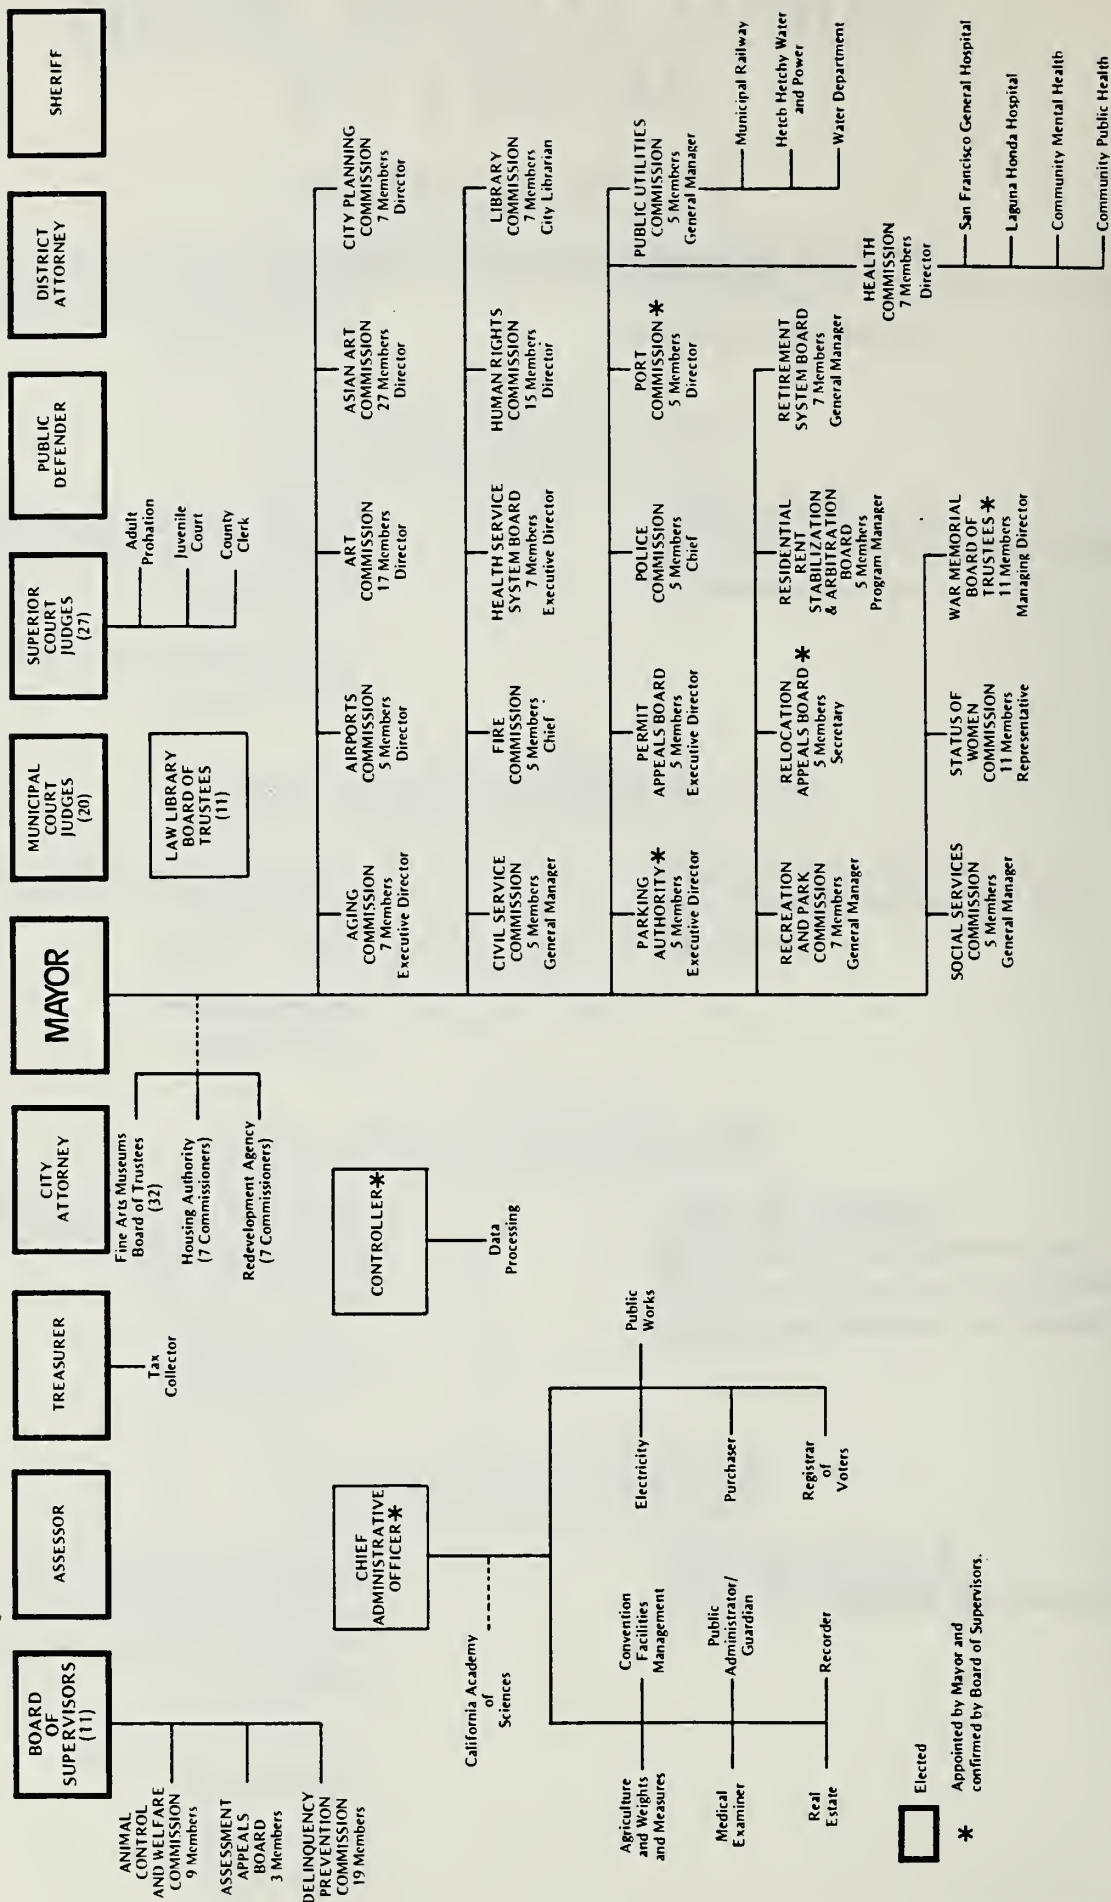 BOARD
OF
SUPERVISORS
(11)
ASSESSOR
TREASURER
CITY
ATTORNEY
MAYOR
MUNICIPAL
COURT
JUDGES
(20)
SUPERIOR
COURT
JUDGES
(27)
PUBLIC
DEFENDER
DISTRICT
ATTORNEY
SHERIFF
ANIMAL
CONTROL
AND WELFARE
COMMISSION
9 Members
ASSESSMENT
APPEALS
BOARD
3 Members
DELINQUENCY
PREVENTION
COMMISSION
19 Members
Tax
Collector
Fine Arts Museums
Board of Trustees
(32)
Housing Authority
(7 Commissioners)
Redevelopment Agency
(7 Commissioners)
LAW LIBRARY
BOARD OF
TRUSTEES
(11)
Adult
Probation
Juvenile
Court
County
Clerk
CHIEF
ADMINISTRATIVE
OFFICER*
CONTROLLER*
Data
Processing
California Academy
of
Sciences
Agriculture
and Weights
and Measures
Convention
Facilities
Management
Medical
Examiner
Public
Administrator/
Guardian
Real
Estate
Recorder
Electricity
Public
Works
Purchaser
Registrar
of
Voters
AGING
COMMISSION
7 Members
Executive Director
AIRPORTS
COMMISSION
5 Members
Director
ART
COMMISSION
17 Members
Director
ASIAN ART
COMMISSION
27 Members
Director
CITY PLANNING
COMMISSION
7 Members
Director
CIVIL SERVICE
COMMISSION
5 Members
General Manager
FIRE
COMMISSION
5 Members
Chief
HEALTH SERVICE
SYSTEM BOARD
7 Members
Executive Director
HUMAN RIGHTS
COMMISSION
15 Members
Director
LIBRARY
COMMISSION
7 Members
City Librarian
PARKING
AUTHORITY*
5 Members
Executive Director
PERMIT
APPEALS BOARD
5 Members
Executive Director
POLICE
COMMISSION
5 Members
Chief
PORT
COMMISSION*
5 Members
Director
PUBLIC UTILITIES
COMMISSION
5 Members
General Manager
Municipal Railway
Hetch Hetchy Water
and Power
Water Department
RECREATION
AND PARK
COMMISSION
7 Members
General Manager
RELOCATION
APPEALS BOARD*
5 Members
Secretary
RESIDENTIAL
RENT
STABILIZATION
& ARBITRATION
BOARD
5 Members
Program Manager
RETIREMENT
SYSTEM BOARD
7 Members
General Manager
HEALTH
COMMISSION
7 Members
Director
San Francisco General Hospital
Laguna Honda Hospital
Community Mental Health
Community Public Health
SOCIAL SERVICES
COMMISSION
5 Members
General Manager
STATUS OF
WOMEN
COMMISSION
11 Members
Representative
WAR MEMORIAL
BOARD OF
TRUSTEES*
11 Members
Managing Director
Elected
* Appointed by Mayor and
confirmed by Board of Supervisors.